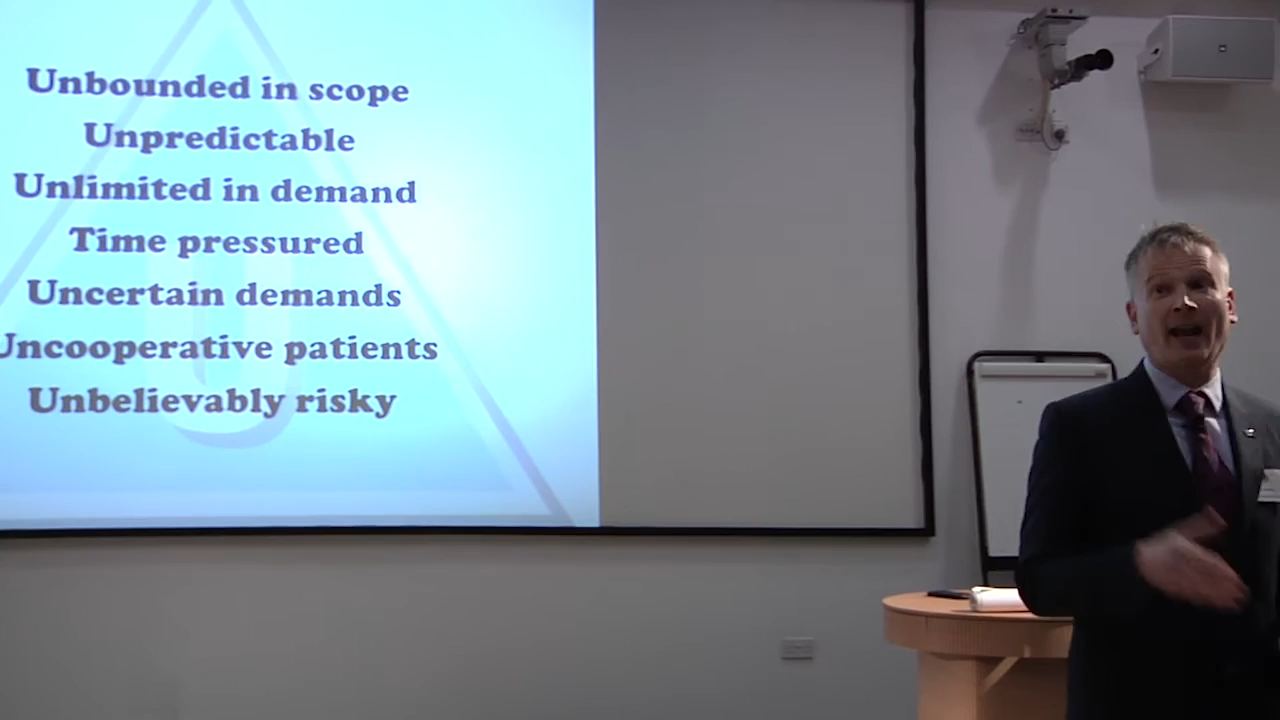 Unbounded in scope
Unpredictable
Unlimited in demand
Time pressured
Uncertain demands
Uncooperative patients
Unbelievably risky